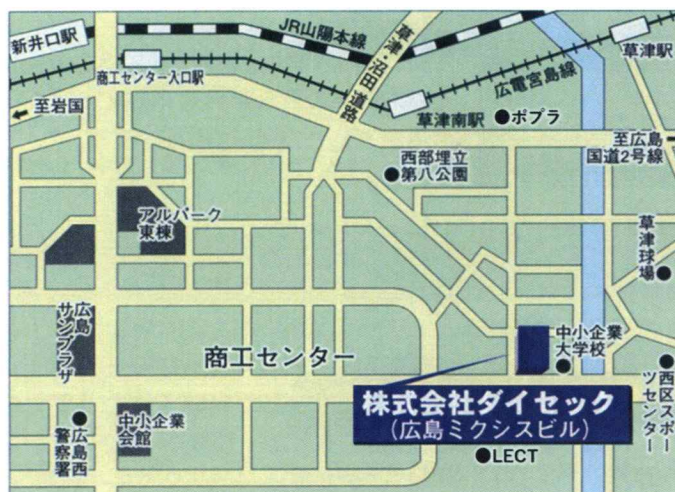 新井口駅
JR山陽本線
草津・沼田道路
草津駅
商工センター入口駅
広電宮島線
至岩国
草津南駅
ポプラ
至広島
国道2号線
西部埋立
第八公園
アルパーク
東棟
草津球場
広島
サンプラザ
商工センター
中小企業
大学校
株式会社ダイセック
(広島ミクシスビル)
西区スポー
ツセンター
中小企業
会館
広島西
警察署
LECT